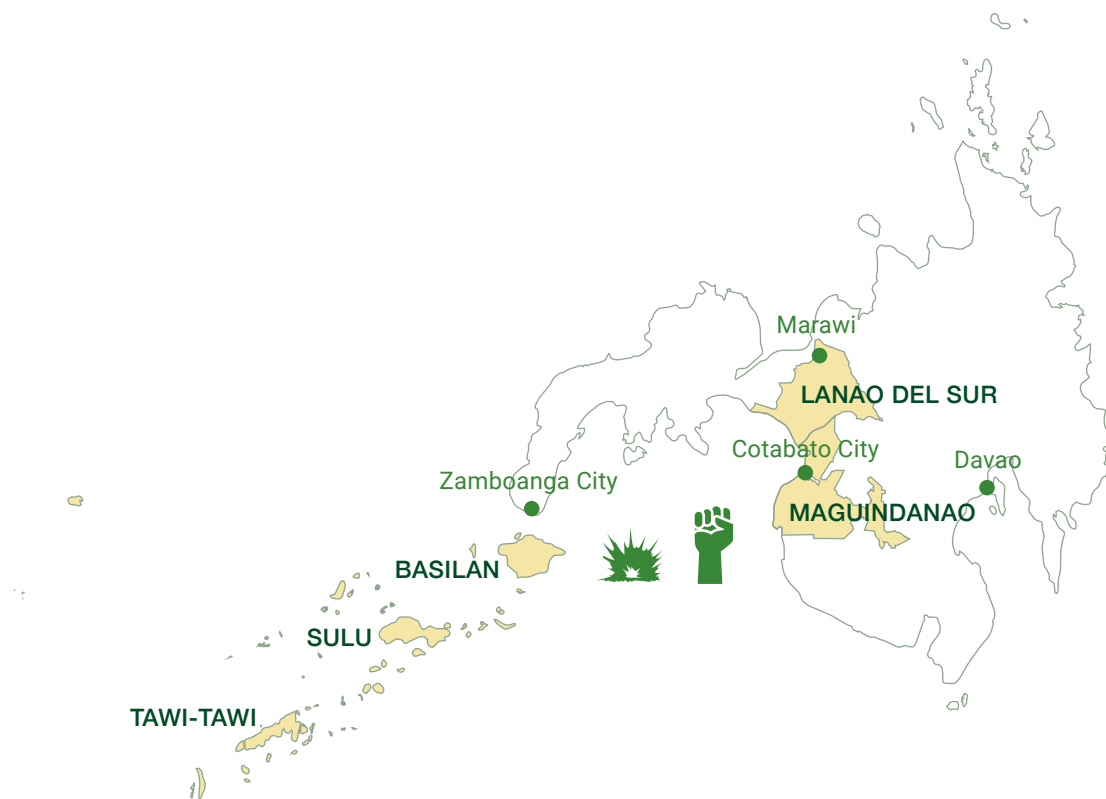 Marawi
LANAO DEL SUR
Cotabato City
Davao
Zamboanga City
MAGUINDANAO
BASILAN
SULU
TAWI-TAWI